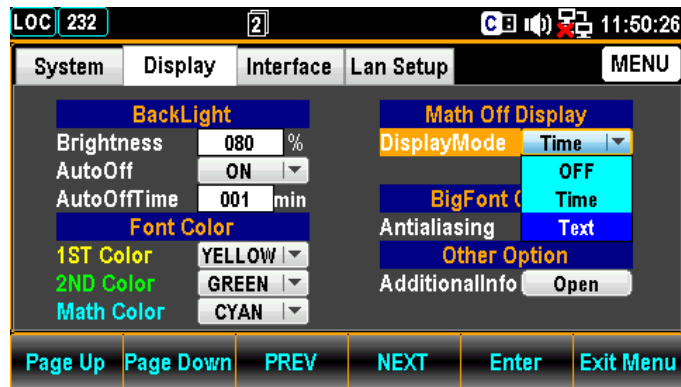 LOC 232 2 C 11:50:26
System Display Interface Lan Setup MENU
BackLight
Brightness 080 %
AutoOff ON
AutoOffTime 001 min
Font Color
1ST Color YELLOW
2ND Color GREEN
Math Color CYAN
Math Off Display
DisplayMode Time
OFF
Time
Text
BigFont
Antialiasing
Other Option
AdditionalInfo Open
Page Up Page Down PREV NEXT Enter Exit Menu